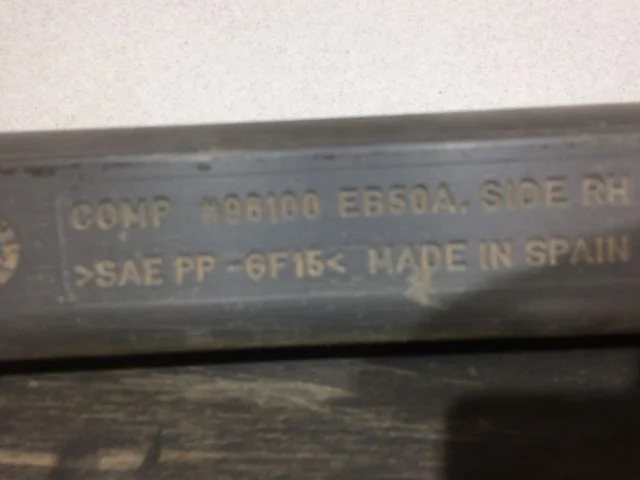 COMP #96100 EB50A. SIDE RH
>SAE PP-GF15< MADE IN SPAIN